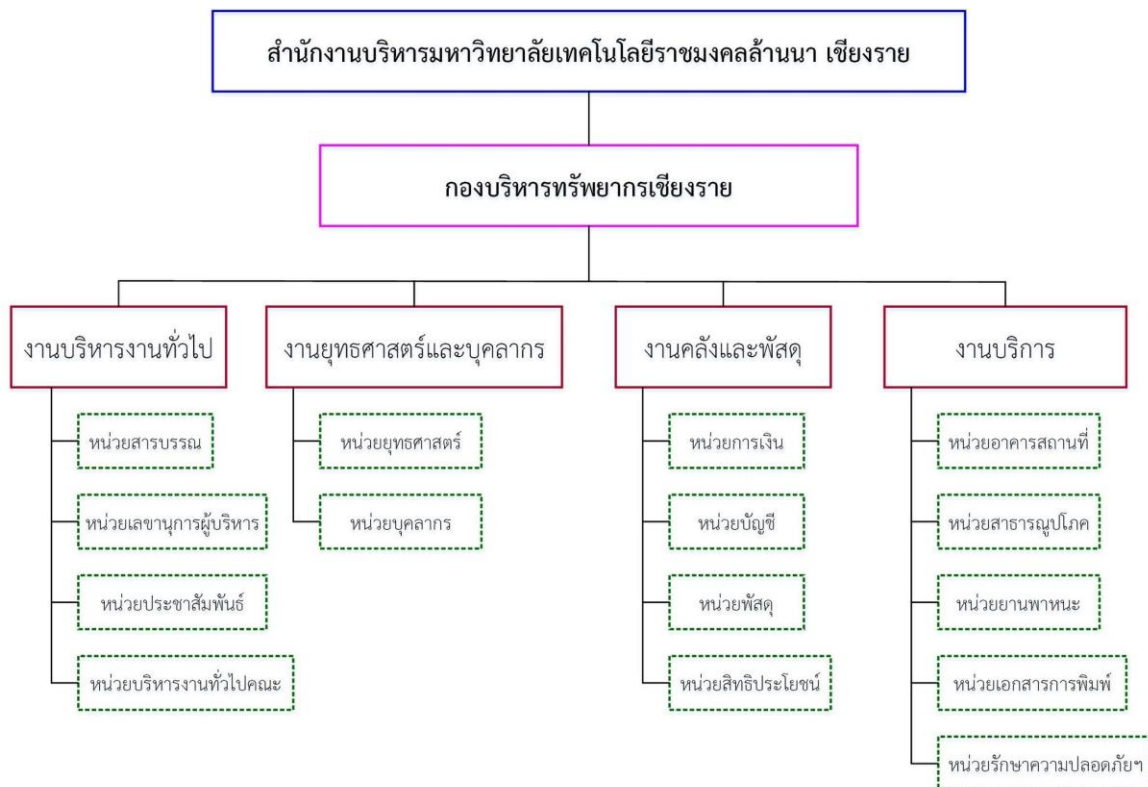 สำนักงานบริหารมหาวิทยาลัยเทคโนโลยีราชมงคลล้านนา เชียงราย
กองบริหารทรัพยากรเชียงราย
งานบริหารงานทั่วไป
หน่วยสารบรรณ
หน่วยเลขานุการผู้บริหาร
หน่วยประชาสัมพันธ์
หน่วยบริหารงานทั่วไปคณะ
งานยุทธศาสตร์และบุคลากร
หน่วยยุทธศาสตร์
หน่วยบุคลากร
งานคลังและพัสดุ
หน่วยการเงิน
หน่วยบัญชี
หน่วยพัสดุ
หน่วยสิทธิประโยชน์
งานบริการ
หน่วยอาคารสถานที่
หน่วยสาธารณูปโภค
หน่วยยานพาหนะ
หน่วยเอกสารการพิมพ์
หน่วยรักษาความปลอดภัยฯ